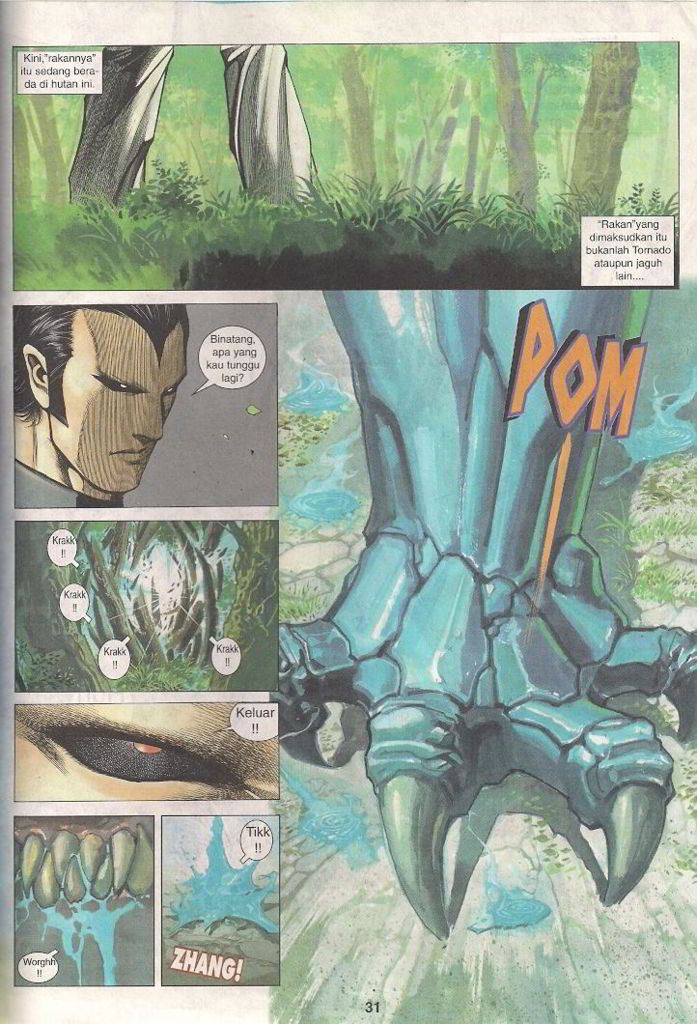 Kini,"rakannya"
itu sedang bera-
da di hutan ini.
"Rakan"yang
dimaksudkan itu
bukanlah Tornado
ataupun jaguh
lain....
Binatang,
apa yang
kau tunggu
lagi?
POM
Krakk
!!
Krakk
!!
Krakk
!!
Krakk
!!
Keluar
!!
Worghh
!!
Tikk
!!
ZHANG!
31